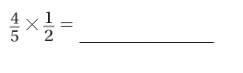 4/5 × 1/2 = ________